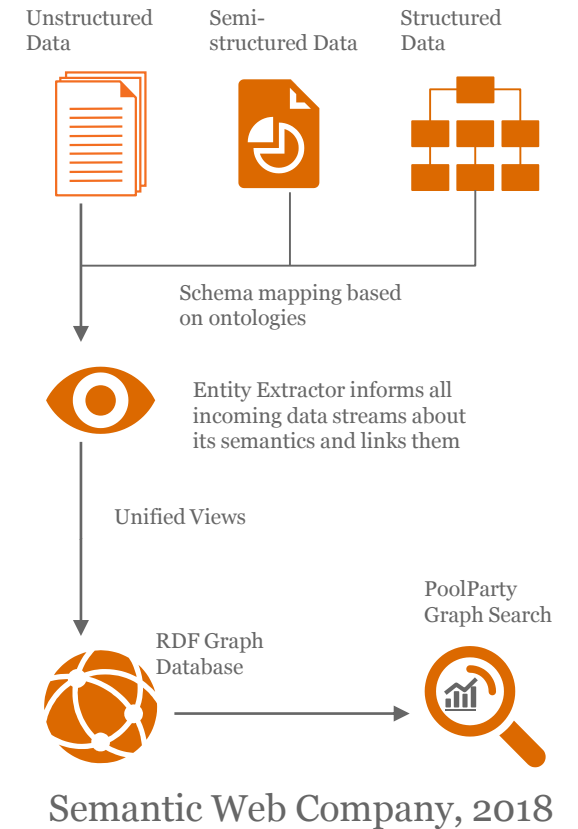 Unstructured
Data
Semi-
structured Data
Structured
Data
Schema mapping based
on ontologies
Entity Extractor informs all
incoming data streams about
its semantics and links them
Unified Views
PoolParty
Graph Search
RDF Graph
Database
Semantic Web Company, 2018